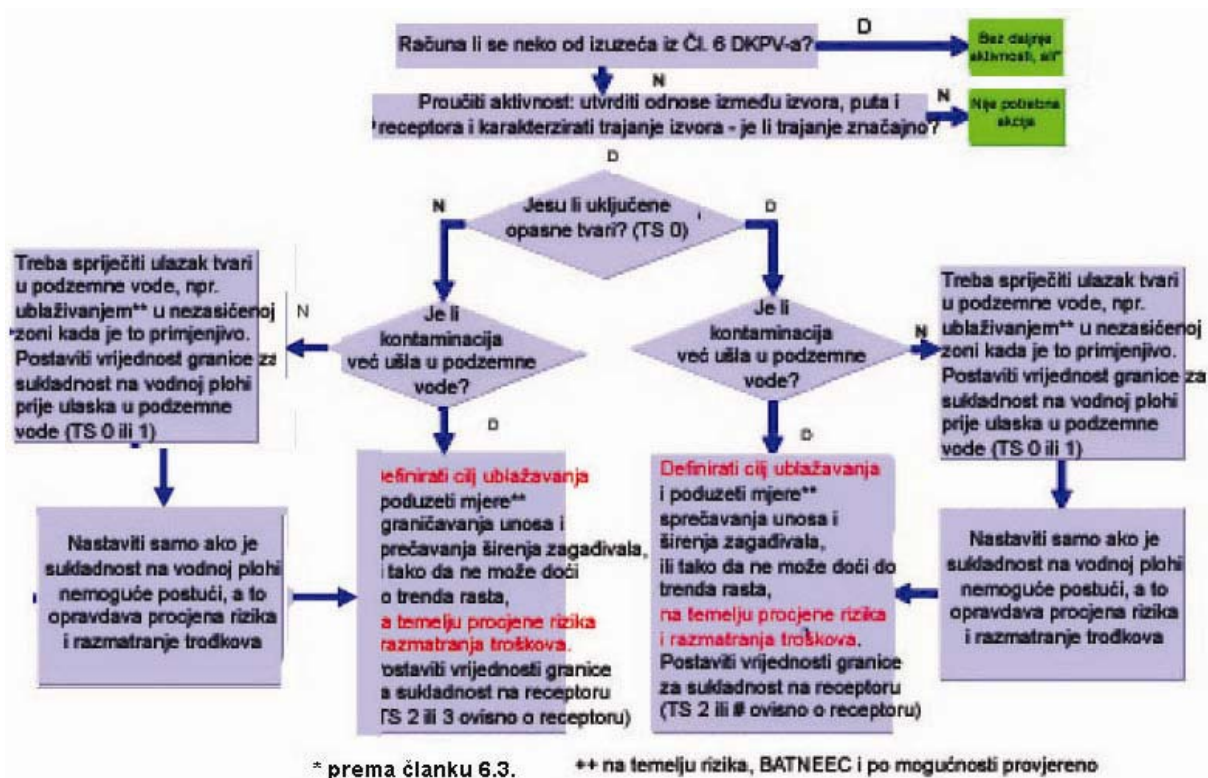 Računa li se neko od izuzeća iz Čl. 6 DKPV-a?
D
Bez daljnje
aktivnosti, ali*
N
Proučiti aktivnost: utvrditi odnose između izvora, puta i
receptora i karakterzirati trajanje izvora - je li trajanje značajno?
N
Nije potrebna
akcija
D
Jesu li uključene
opasne tvari? (TS 0)
N
D
Treba spriječiti ulazak tvari
u podzemne vode, npr.
ublaživanjem** u nezasićenoj
zoni kada je to primjenjivo.
Postaviti vrijednost granice za
sukladnost na vodnoj plohi
prije ulaska u podzemne
vode (TS 0 ili 1)
N
Je li
kontaminacija
već ušla u podzemne
vode?
Je li
kontaminacija
već ušla u podzemne
vode?
N
Treba spriječiti ulazak tvari
u podzemne vode, npr.
ublaživanjem** u nezasićenoj
zoni kada je to primjenjivo.
Postaviti vrijednost granice za
sukladnost na vodnoj plohi
prije ulaska u podzemne
vode (TS 0 ili 1)
D
D
Nastaviti samo ako je
sukladnost na vodnoj plohi
nemoguće postući, a to
opravdava procjena rizika
i razmatranje trođkova
efinirati cilj ublažavanja
poduzeti mjere**
graničavanja unosa i
prečavanja širenja zagađivala,
i tako da ne može doći
o trenda rasta,
a temelju procjene rizika
razmatranja troškova.
ostaviti vrijednosti granice
a sukladnost na receptoru
TS 2 ili 3 ovisno o receptoru)
Definirati cilj ublažavanja
i poduzeti mjere**
sprečavanja unosa i
širenja zagađivala,
ili tako da ne može doći do
trenda rasta,
na temelju procjene rizika
i razmatranja troškova.
Postaviti vrijednosti granice
za sukladnost na receptoru
(TS 2 ili # ovisno o receptoru)
Nastaviti samo ako je
sukladnost na vodnoj plohi
nemoguće postući, a to
opravdava procjena rizika
i razmatranje trođkova
* prema članku 6.3.
++ na temelju rizika, BATNEEC i po mogućnosti provjereno